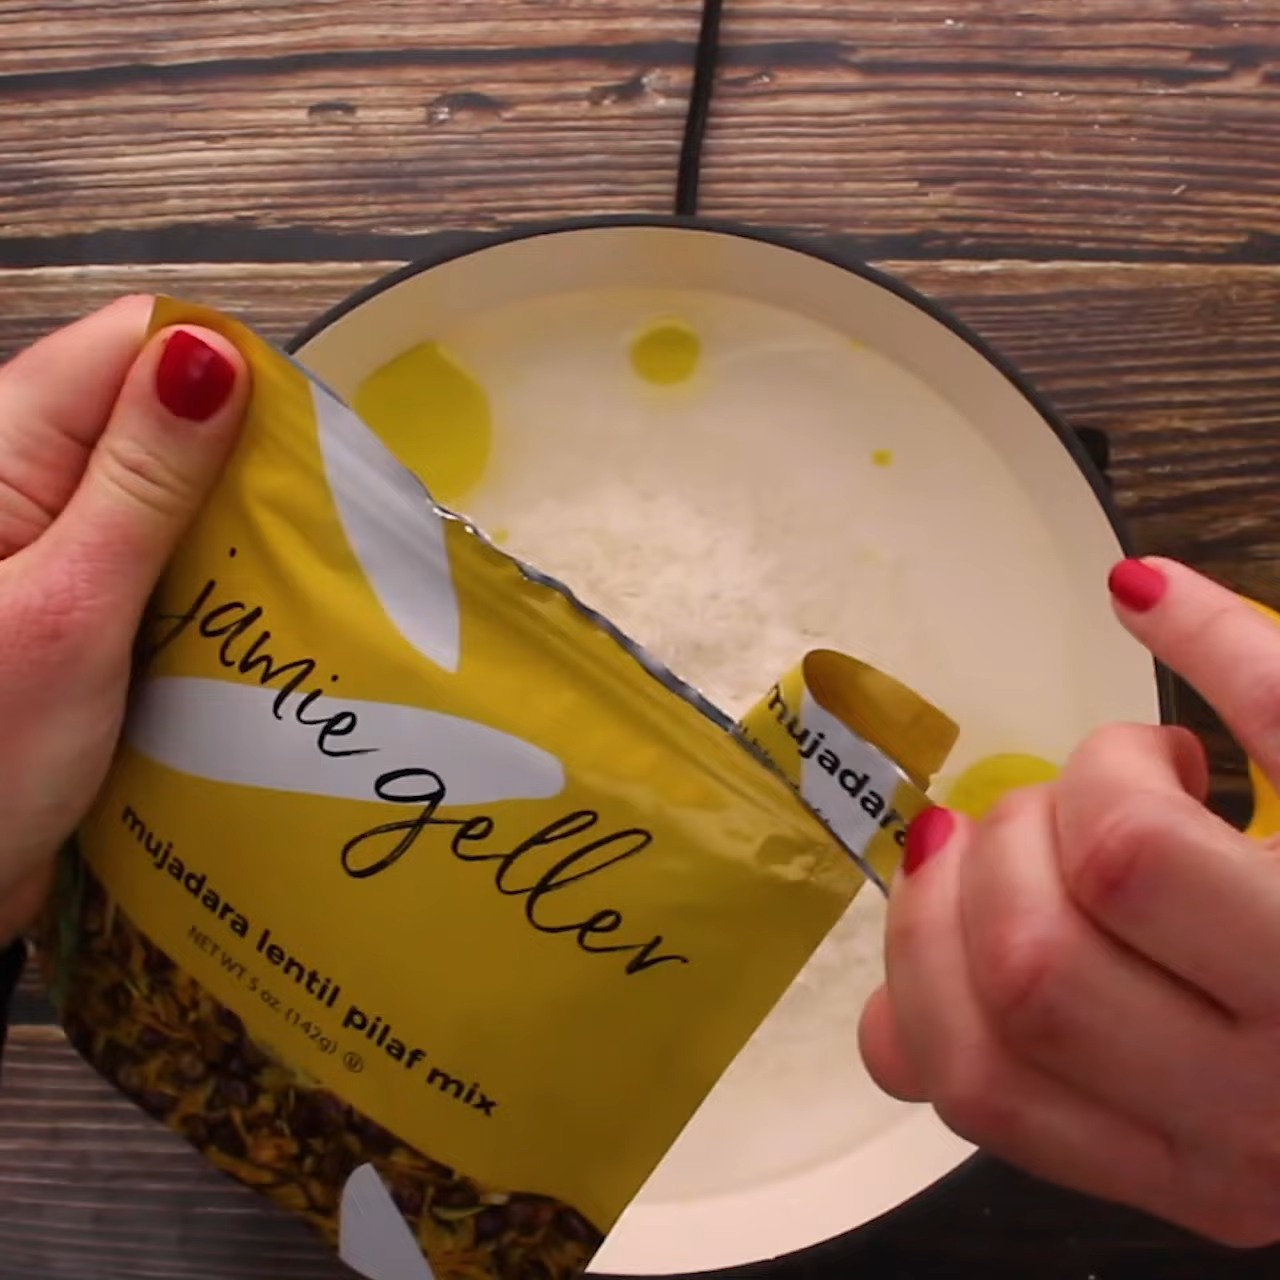 jamie
geller
mujadara lentil pilaf mix
NET WT. 5 oz. (142g) Ⓤ
mujadara